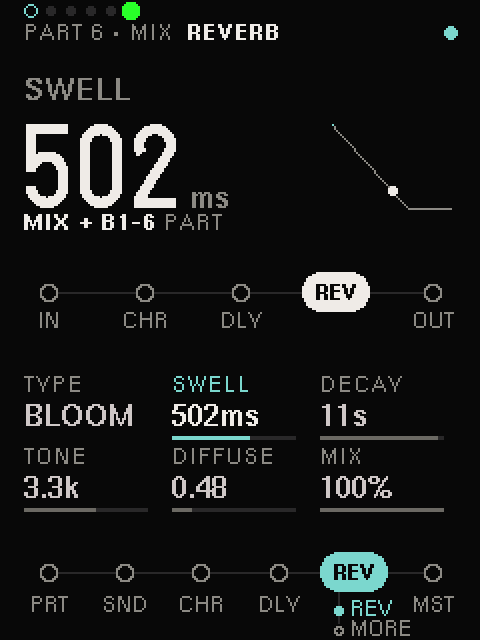 PART 6 · MIX REVERB
SWELL
502 ms
MIX + B1-6 PART
REV
IN CHR DLY OUT
TYPE SWELL DECAY
BLOOM 502ms 11s
TONE DIFFUSE MIX
3.3k 0.48 100%
REV
PRT SND CHR DLY REV MST
MORE